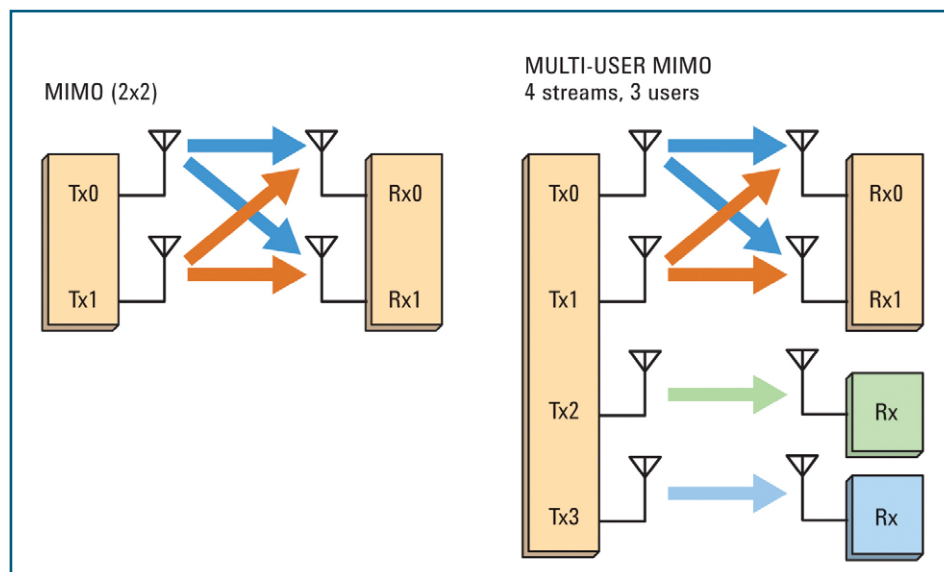 MIMO (2x2)
Tx0
Tx1
Rx0
Rx1
MULTI-USER MIMO
4 streams, 3 users
Tx0
Tx1
Tx2
Tx3
Rx0
Rx1
Rx
Rx